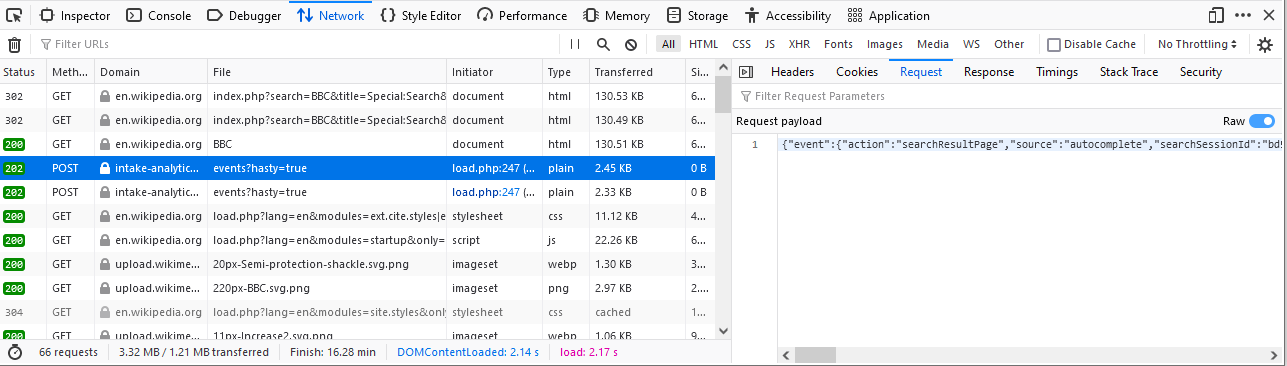 Inspector Console Debugger Network Style Editor Performance Memory Storage Accessibility Application
Filter URLs All HTML CSS JS XHR Fonts Images Media WS Other Disable Cache No Throttling
Status Meth... Domain File Initiator Type Transferred Si...
302 GET en.wikipedia.org index.php?search=BBC&title=Special:Search& document html 130.53 KB 6...
302 GET en.wikipedia.org index.php?search=BBC&title=Special:Search& document html 130.49 KB 6...
200 GET en.wikipedia.org BBC document html 130.51 KB 6...
202 POST intake-analytic... events?hasty=true load.php:247 (... plain 2.45 KB 0 B
202 POST intake-analytic... events?hasty=true load.php:247 (... plain 2.33 KB 0 B
200 GET en.wikipedia.org load.php?lang=en&modules=ext.cite.styles|e stylesheet css 11.12 KB 4...
200 GET en.wikipedia.org load.php?lang=en&modules=startup&only= script js 22.26 KB 6...
200 GET upload.wikime... 20px-Semi-protection-shackle.svg.png imageset webp 1.30 KB 3...
200 GET upload.wikime... 220px-BBC.svg.png imageset png 2.97 KB 2...
304 GET en.wikipedia.org load.php?lang=en&modules=site.styles&only stylesheet css cached 1...
200 GET upload.wikime... 11px-Increase2.svg.png imageset webp 1.06 KB 9...
66 requests 3.32 MB / 1.21 MB transferred Finish: 16.28 min DOMContentLoaded: 2.14 s load: 2.17 s
Headers Cookies Request Response Timings Stack Trace Security
Filter Request Parameters
Request payload Raw
1 {"event":{"action":"searchResultPage","source":"autocomplete","searchSessionId":"bd9